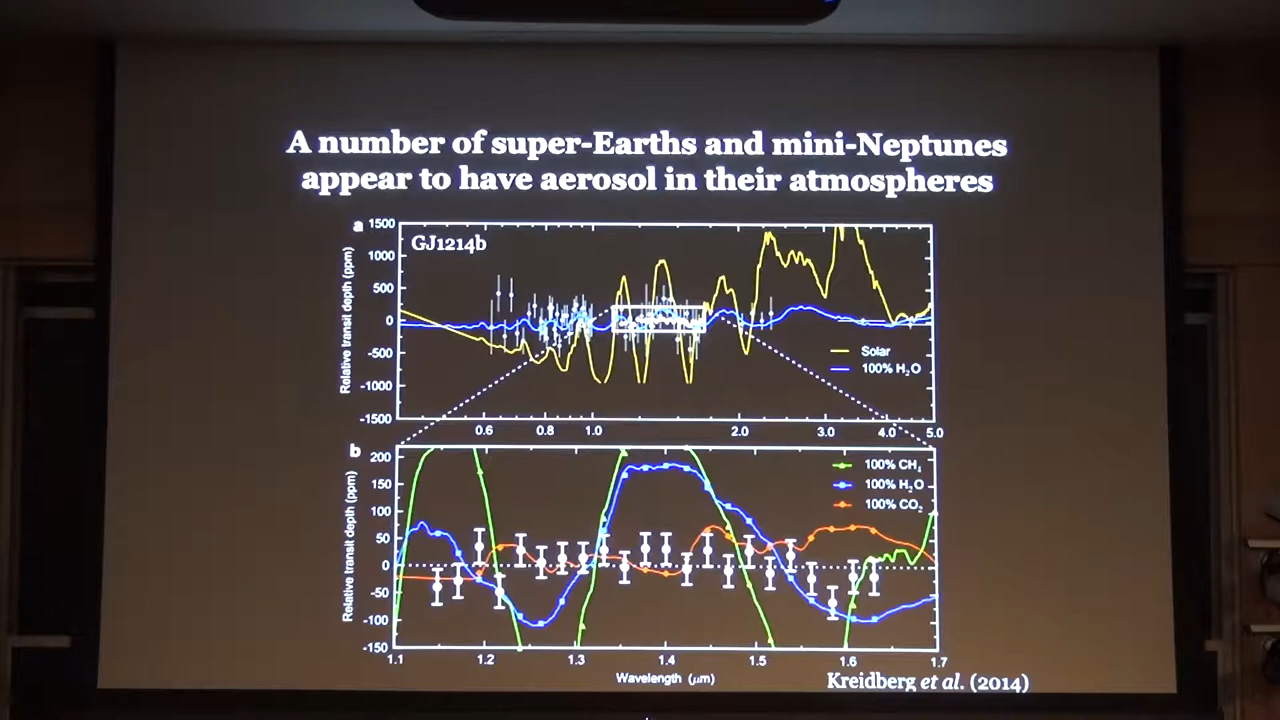 A number of super-Earths and mini-Neptunes
appear to have aerosol in their atmospheres
a
GJ1214b
Relative transit depth (ppm)
1500
1000
500
0
-500
-1000
-1500
Solar
100% H₂O
0.6 0.8 1.0 2.0 3.0 4.0 5.0
b
Relative transit depth (ppm)
200
150
100
50
0
-50
-100
-150
100% CH₄
100% H₂O
100% CO₂
1.1 1.2 1.3 1.4 1.5 1.6 1.7
Wavelength (μm)
Kreidberg et al. (2014)